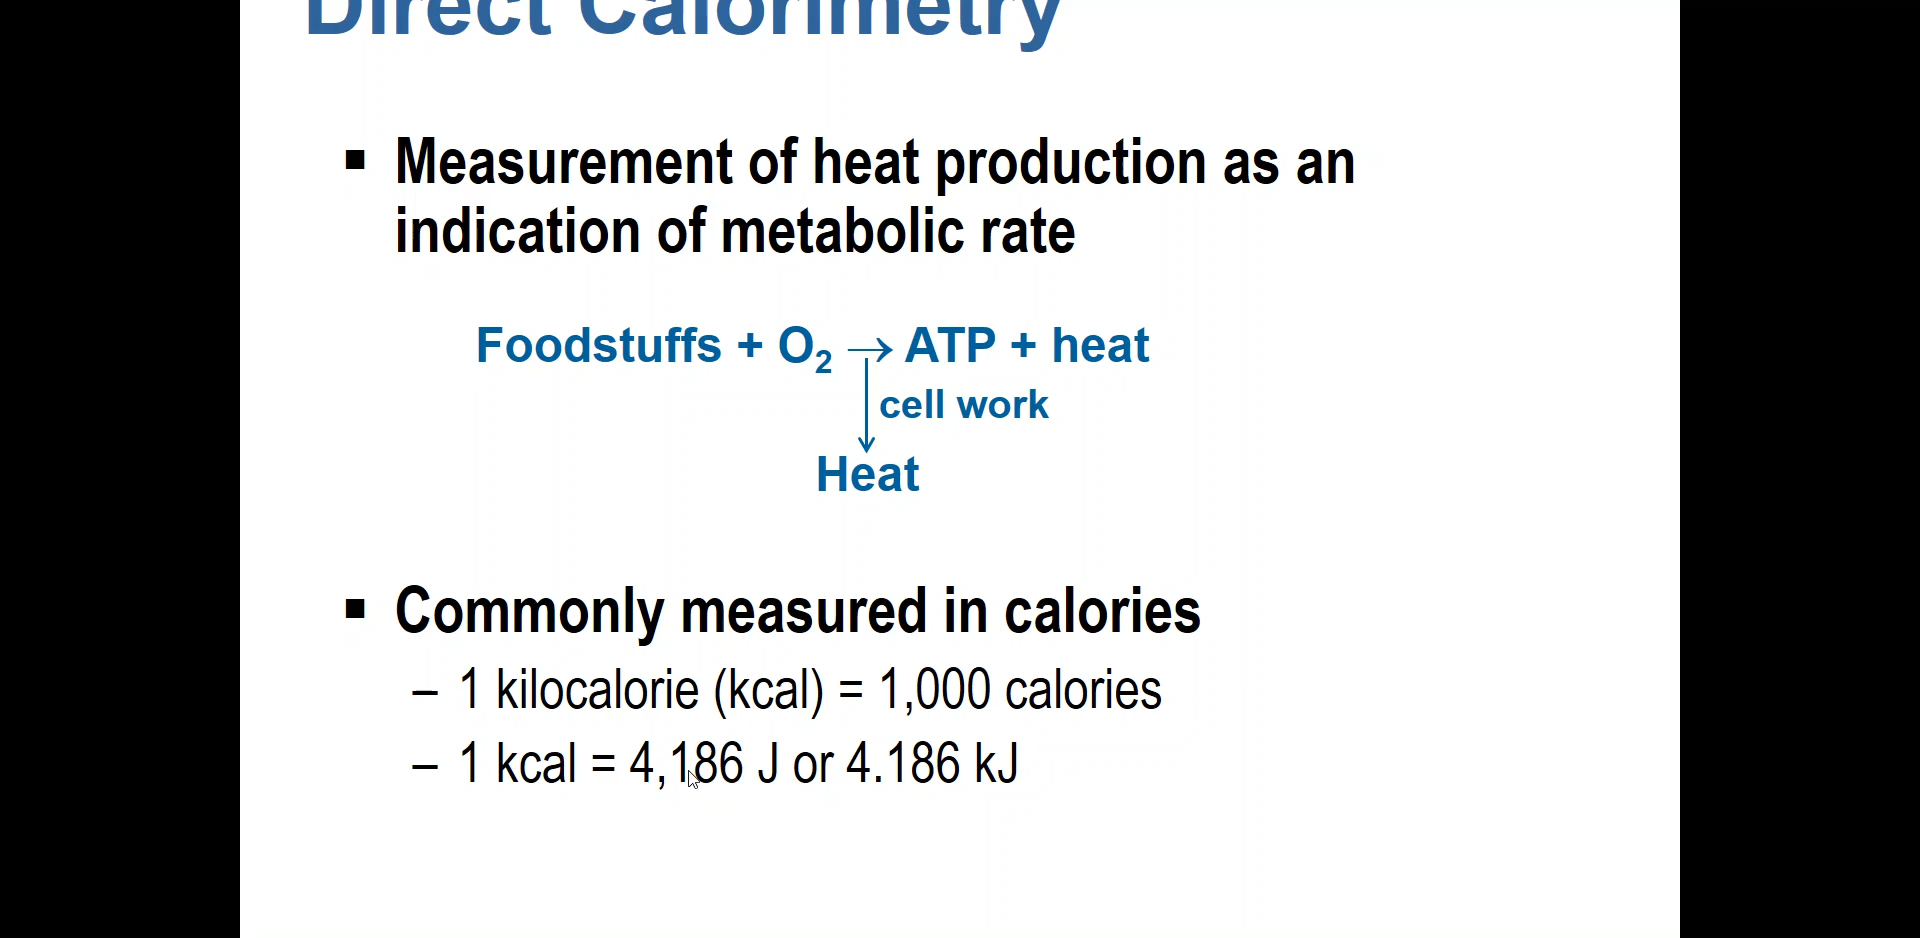 Direct Calorimetry
▪ Measurement of heat production as an
indication of metabolic rate
Foodstuffs + O₂ → ATP + heat
cell work
Heat
▪ Commonly measured in calories
– 1 kilocalorie (kcal) = 1,000 calories
– 1 kcal = 4,186 J or 4.186 kJ